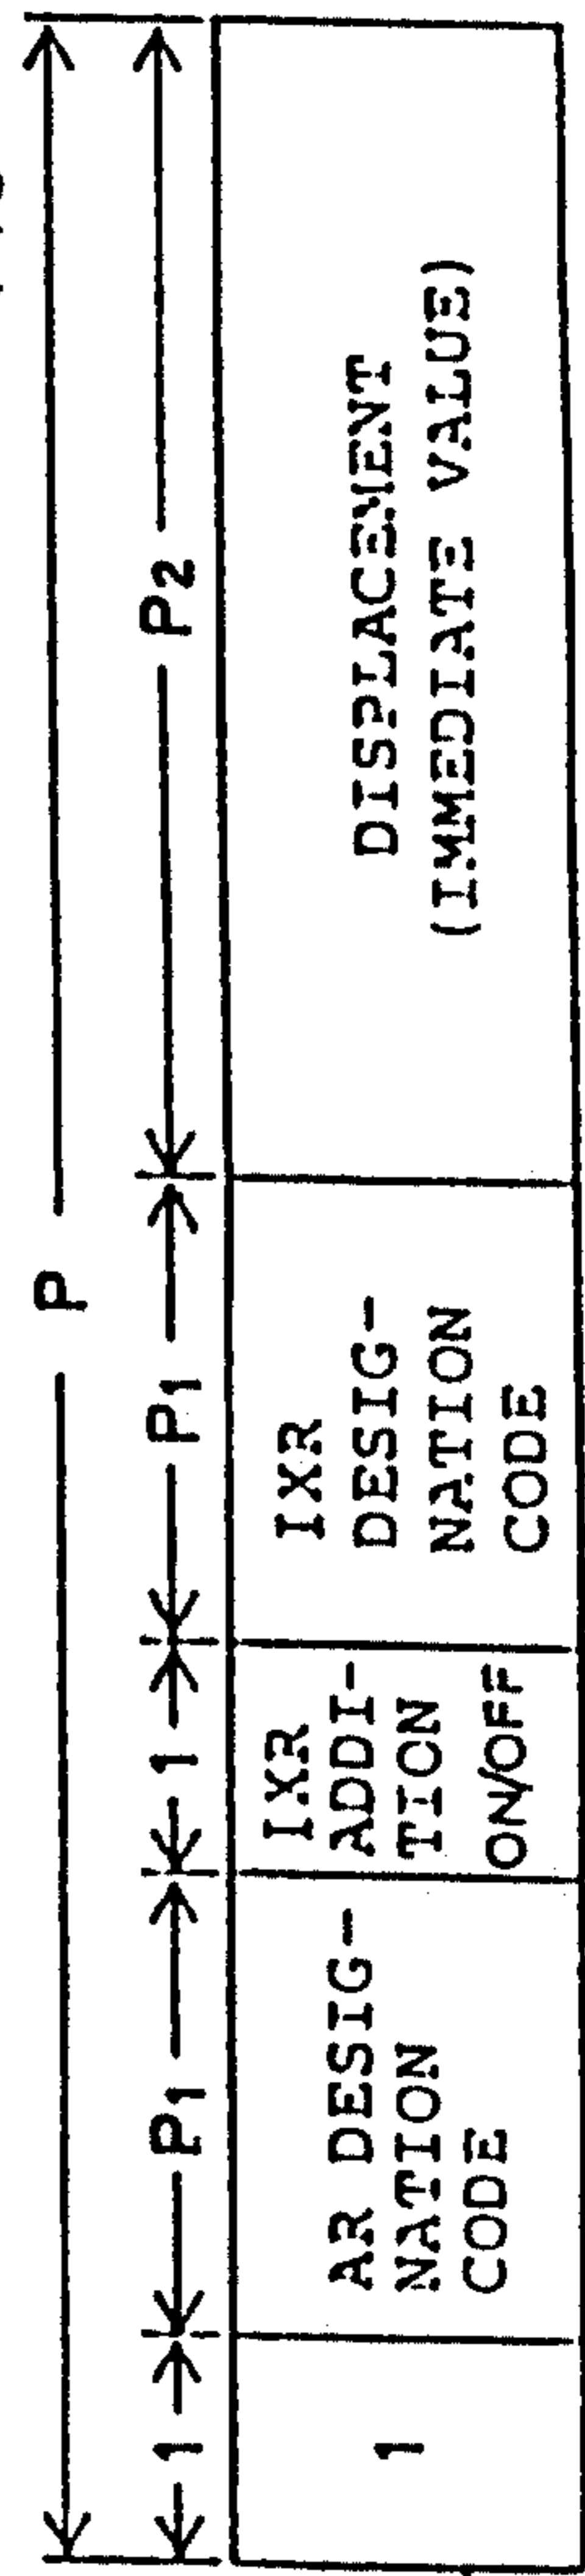 P
1
P1
1
P1
P2
1
AR DESIG-
NATION
CODE
IXR
ADDI-
TION
ON/OFF
IXR
DESIG-
NATION
CODE
DISPLACEMENT
(IMMEDIATE VALUE)